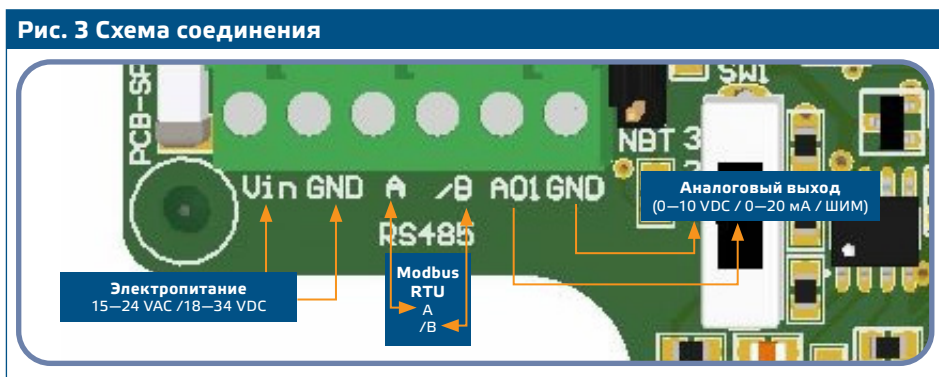 Рис. 3 Схема соединения
PCB-SF
SW1
NBT 3
Vin GND A /B AO1 GND
RS485
Аналоговый выход
(0—10 VDC / 0—20 мА / ШИМ)
Электропитание
15—24 VAC /18—34 VDC
Modbus
RTU
A
/B